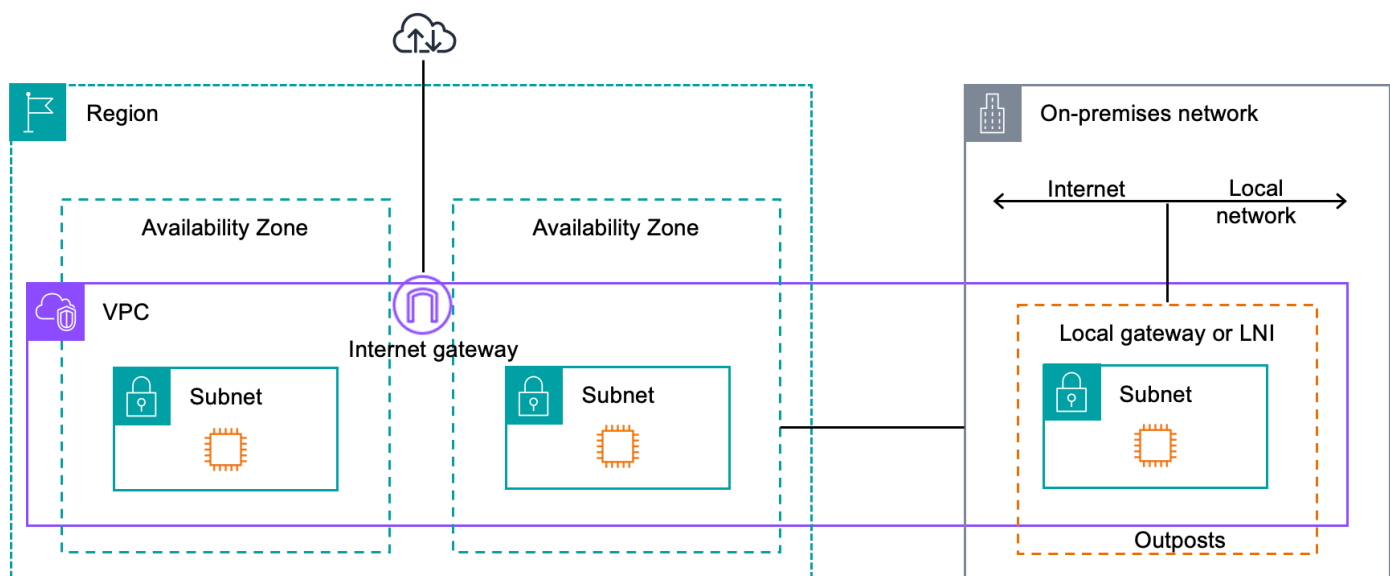 Region
On-premises network
Internet
Local
network
Availability Zone
Availability Zone
VPC
Internet gateway
Local gateway or LNI
Subnet
Subnet
Subnet
Outposts